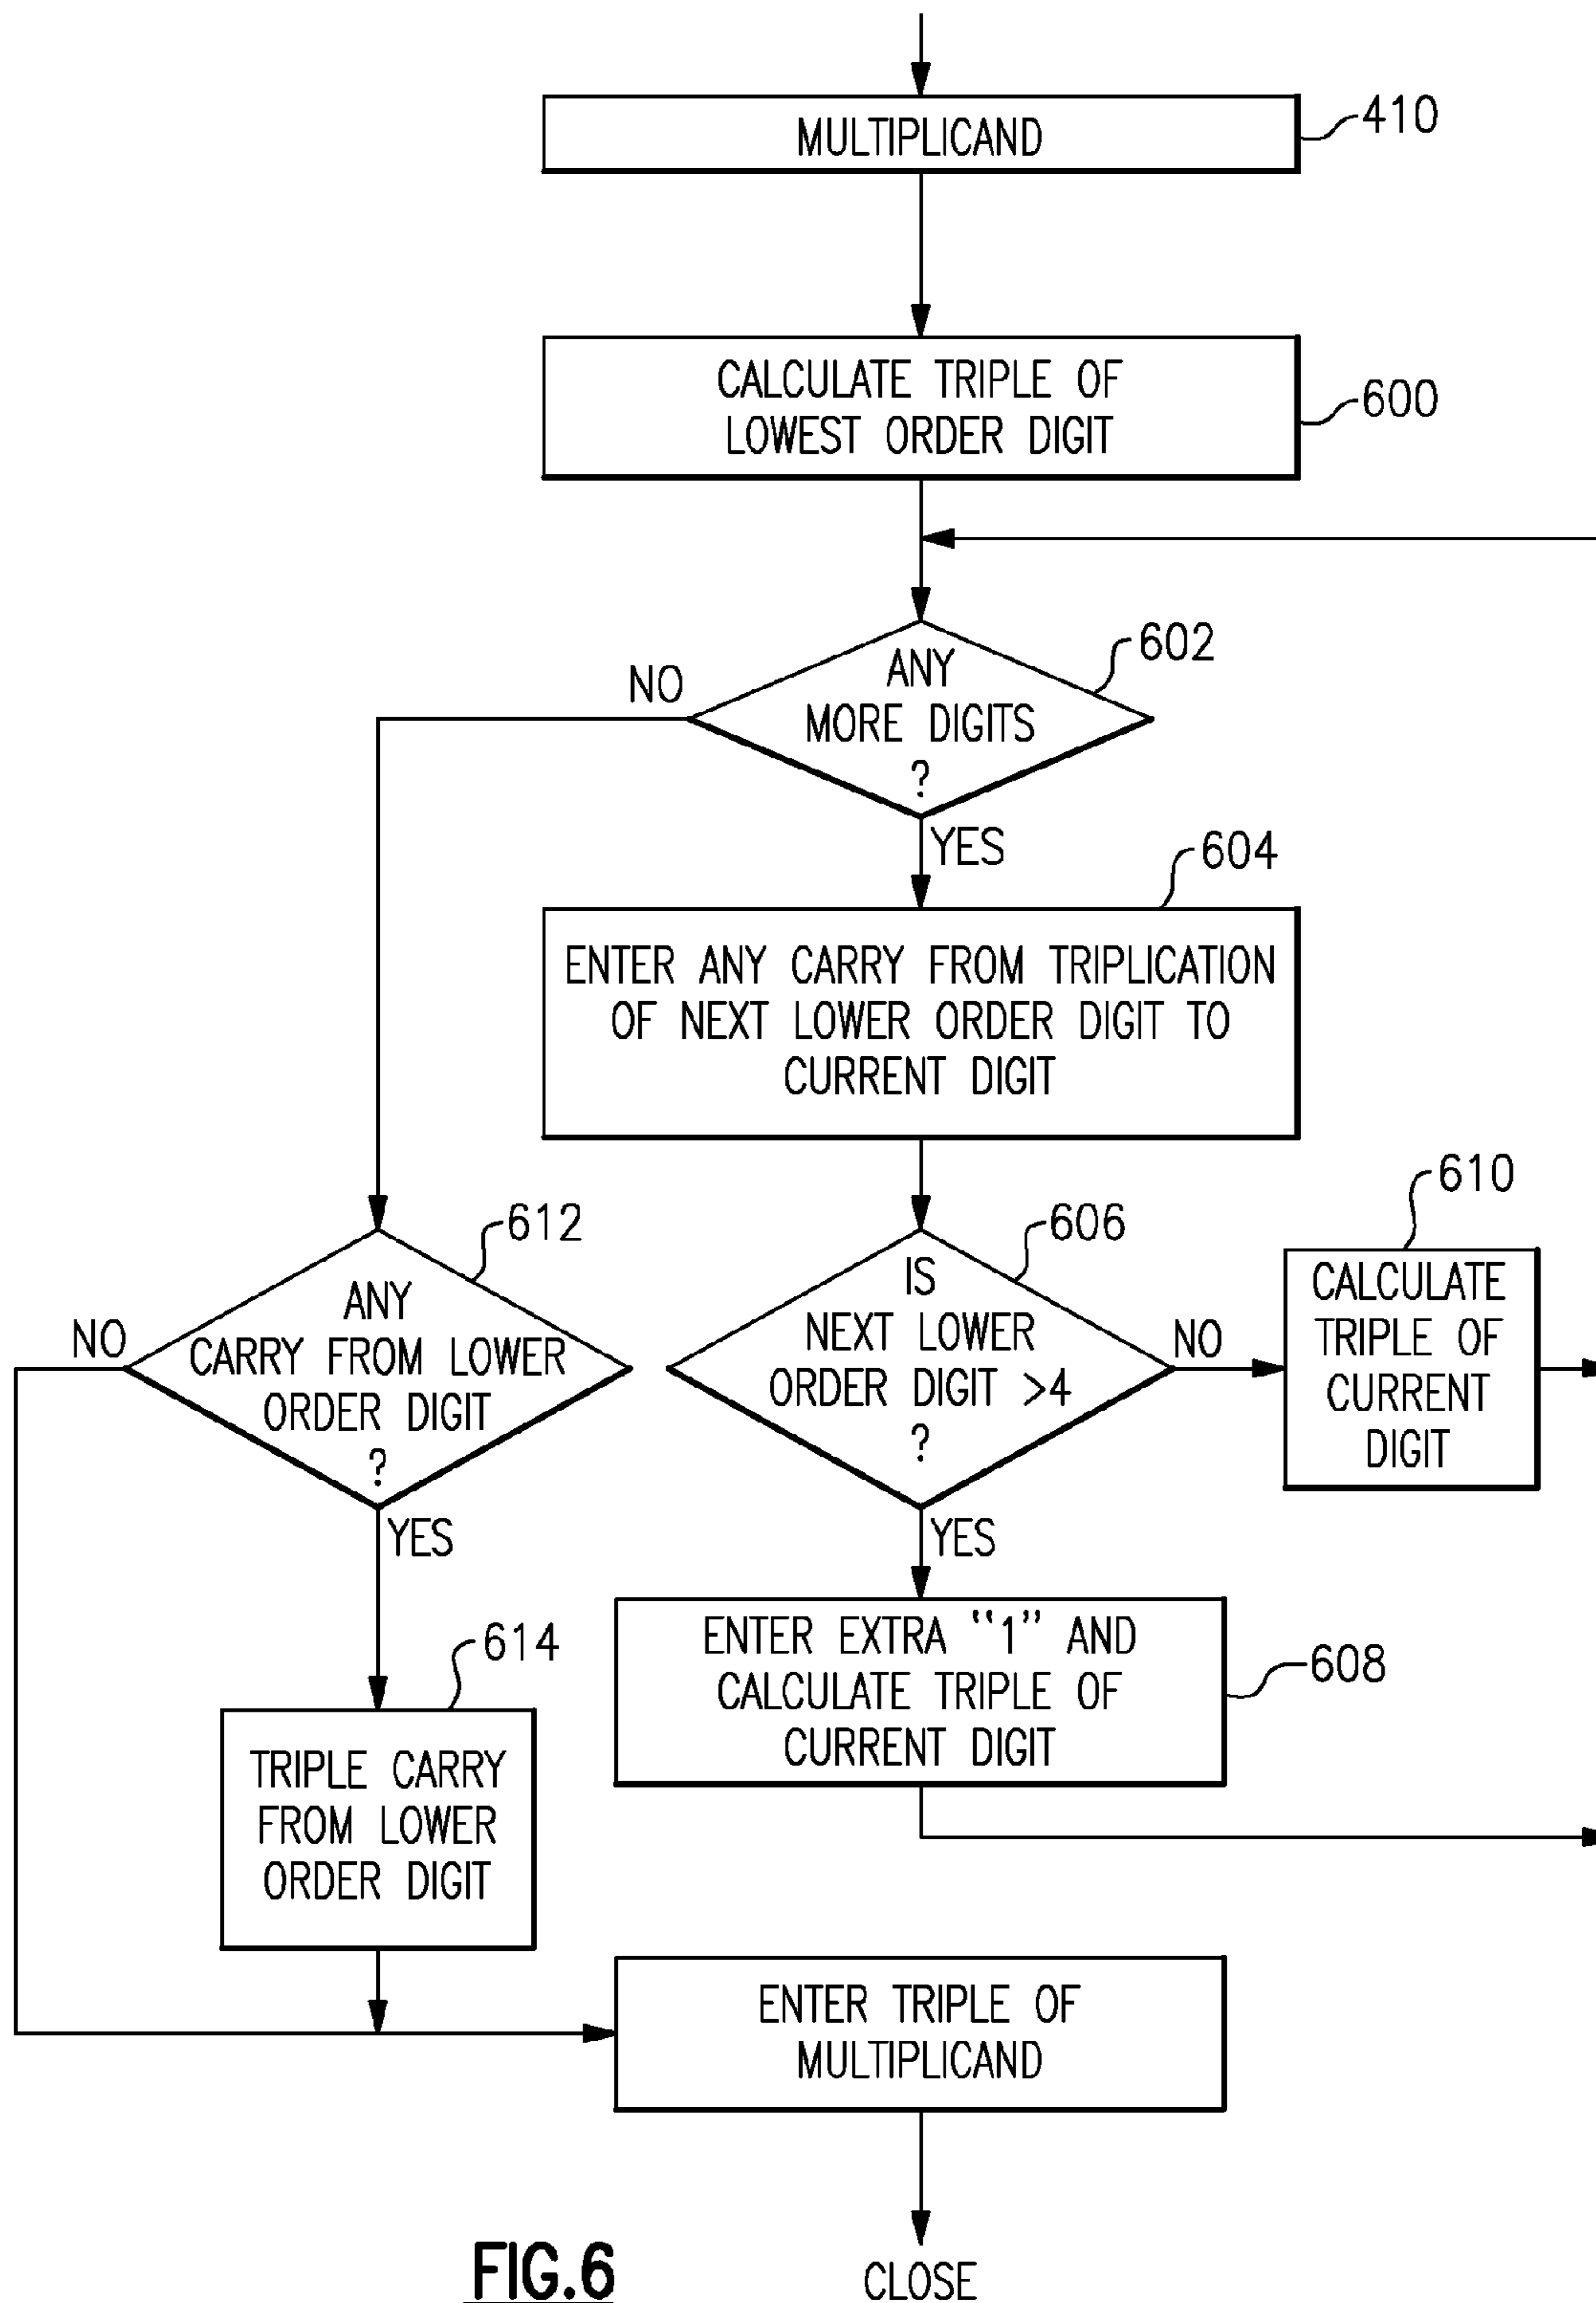 MULTIPLICAND
410
CALCULATE TRIPLE OF
LOWEST ORDER DIGIT
600
602
ANY
MORE DIGITS
?
NO
YES
604
ENTER ANY CARRY FROM TRIPLICATION
OF NEXT LOWER ORDER DIGIT TO
CURRENT DIGIT
612
ANY
CARRY FROM LOWER
ORDER DIGIT
?
NO
YES
606
IS
NEXT LOWER
ORDER DIGIT >4
?
NO
YES
610
CALCULATE
TRIPLE OF
CURRENT
DIGIT
ENTER EXTRA “1” AND
CALCULATE TRIPLE OF
CURRENT DIGIT
608
614
TRIPLE CARRY
FROM LOWER
ORDER DIGIT
ENTER TRIPLE OF
MULTIPLICAND
CLOSE
FIG.6